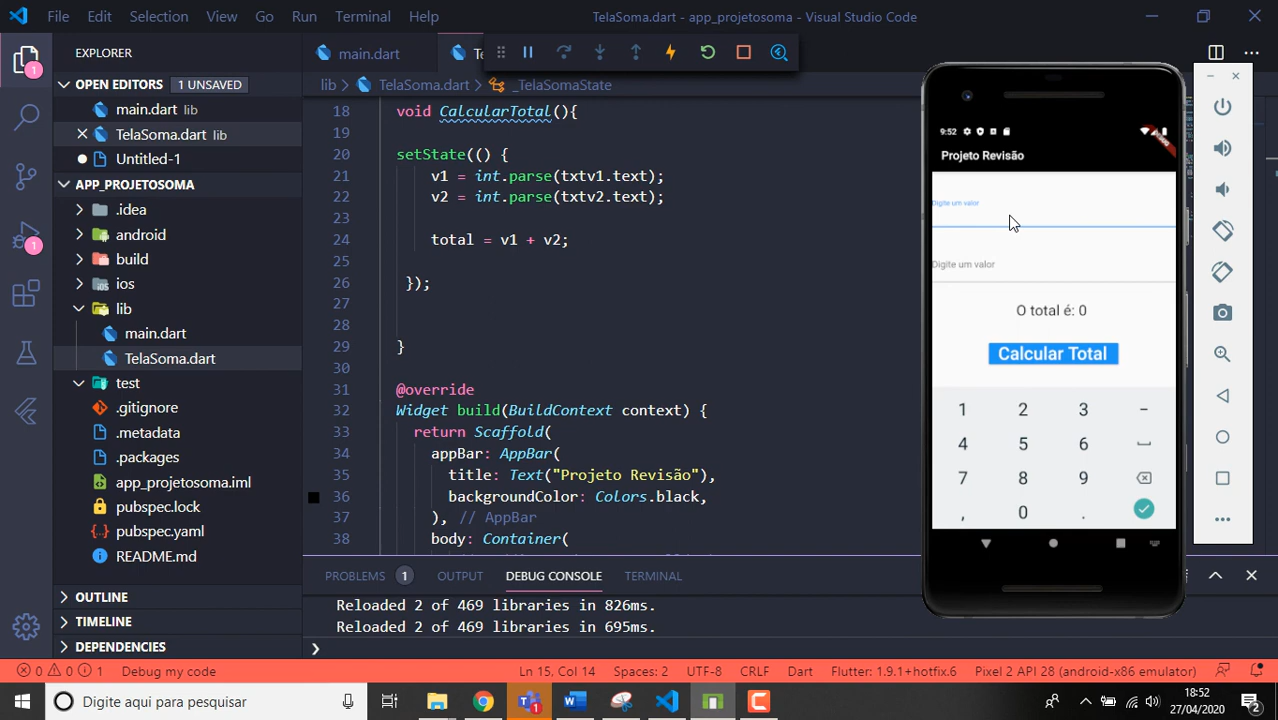 File Edit Selection View Go Run Terminal Help TelaSoma.dart - app_projetosoma - Visual Studio Code
EXPLORER
OPEN EDITORS 1 UNSAVED
main.dart lib
TelaSoma.dart lib
Untitled-1
APP_PROJETOSOMA
.idea
android
build
ios
lib
main.dart
TelaSoma.dart
test
.gitignore
.metadata
.packages
app_projetosoma.iml
pubspec.lock
pubspec.yaml
README.md
OUTLINE
TIMELINE
DEPENDENCIES
1
1
main.dart
lib > TelaSoma.dart > _TelaSomaState
18 void CalcularTotal(){
19
20 setState(() {
21 v1 = int.parse(txtv1.text);
22 v2 = int.parse(txtv2.text);
23
24 total = v1 + v2;
25
26 });
27
28
29 }
30
31 @override
32 Widget build(BuildContext context) {
33 return Scaffold(
34 appBar: AppBar(
35 title: Text("Projeto Revisão"),
36 backgroundColor: Colors.black,
37 ), // AppBar
38 body: Container(
PROBLEMS 1 OUTPUT DEBUG CONSOLE TERMINAL
Reloaded 2 of 469 libraries in 826ms.
Reloaded 2 of 469 libraries in 695ms.
9:52
Projeto Revisão
Digite um valor
Digite um valor
O total é: 0
Calcular Total
1 2 3 -
4 5 6
7 8 9
, 0 .
0 0 1 Debug my code Ln 15, Col 14 Spaces: 2 UTF-8 CRLF Dart Flutter: 1.9.1+hotfix.6 Pixel 2 API 28 (android-x86 emulator)
Digite aqui para pesquisar
1
18:52
27/04/2020
2